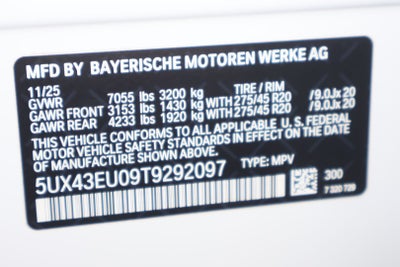 MFD BY BAYERISCHE MOTOREN WERKE AG
11/25 TIRE / RIM
GVWR 7055 lbs 3200 kg
GAWR FRONT 3153 lbs 1430 kg WITH 275/45 R20 /9.0Jx 20
GAWR REAR 4233 lbs 1920 kg WITH 275/45 R20 /9.0Jx 20
THIS VEHICLE CONFORMS TO ALL APPLICABLE U. S. FEDERAL
MOTOR VEHICLE SAFETY STANDARDS IN EFFECT ON THE DATE
OF MANUFACTURE SHOWN ABOVE.
5UX43EU09T9292097 TYPE: MPV
300
7 320 726